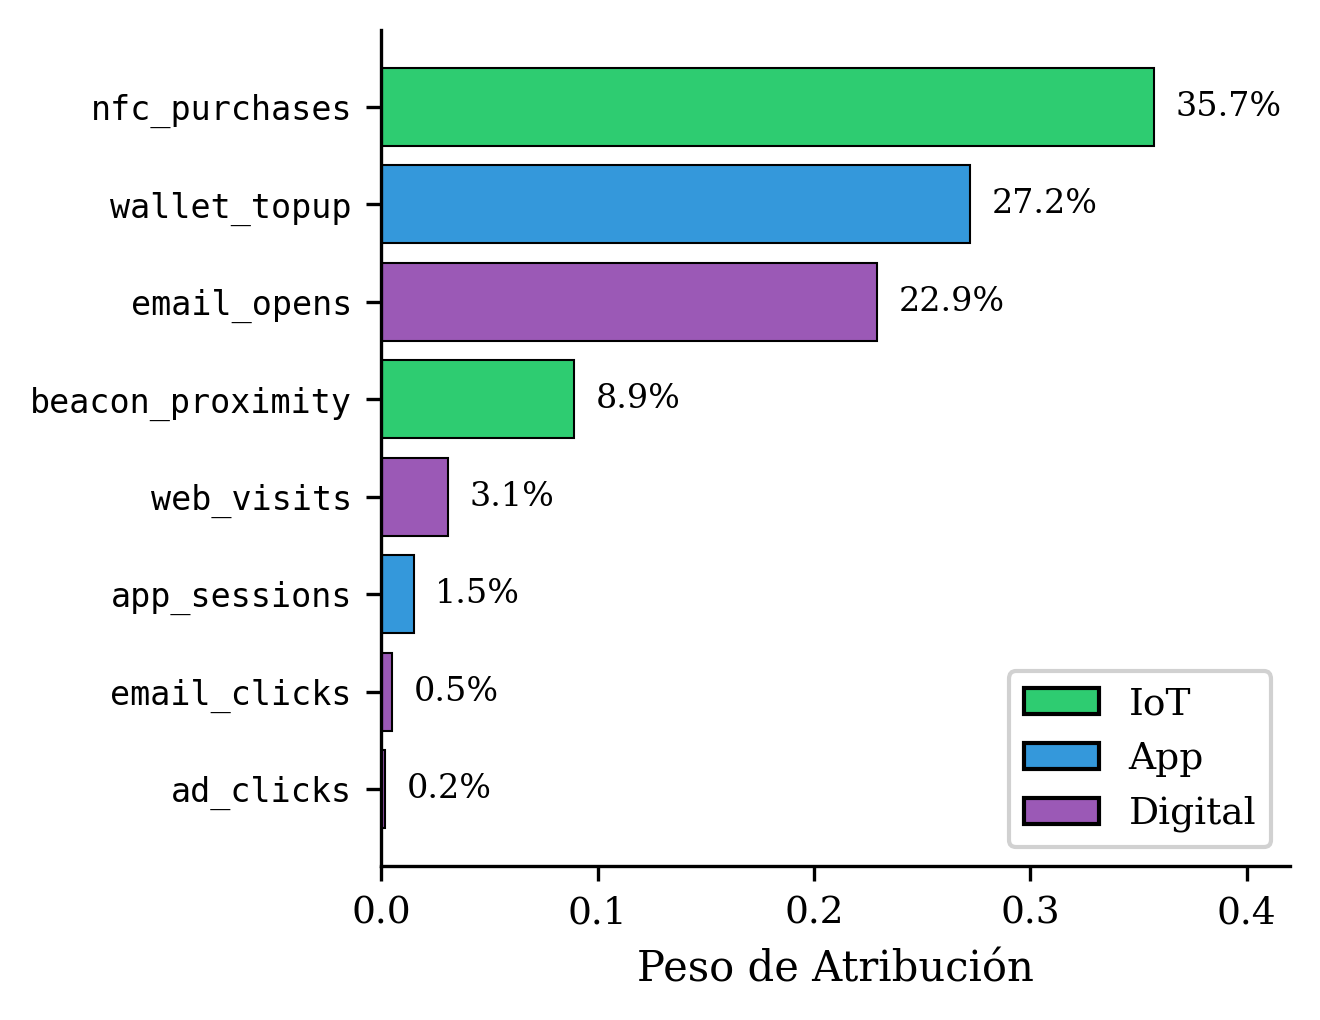 nfc_purchases 35.7%
wallet_topup 27.2%
email_opens 22.9%
beacon_proximity 8.9%
web_visits 3.1%
app_sessions 1.5%
email_clicks 0.5%
ad_clicks 0.2%
IoT
App
Digital
0.0 0.1 0.2 0.3 0.4
Peso de Atribución